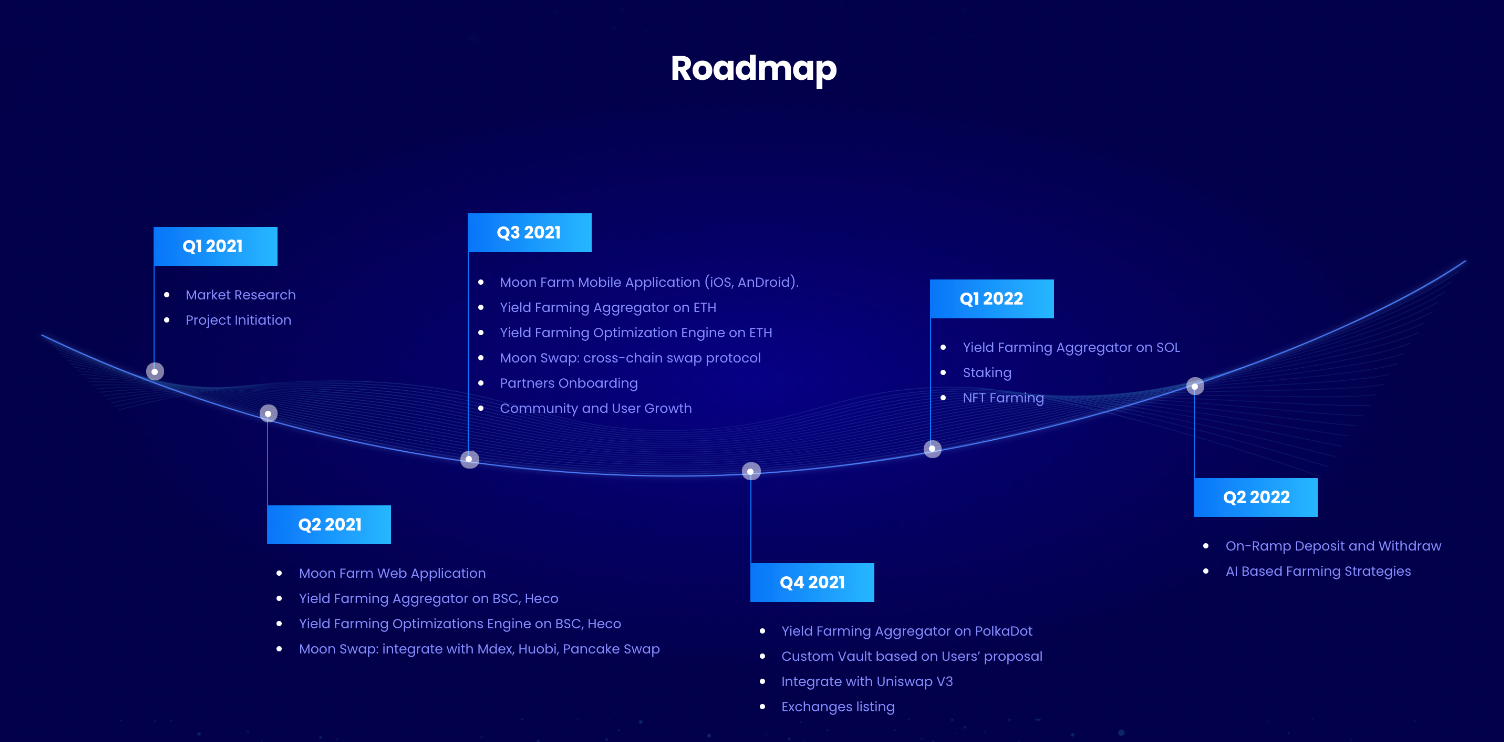 Roadmap
Q1 2021
Market Research
Project Initiation
Q2 2021
Moon Farm Web Application
Yield Farming Aggregator on BSC, Heco
Yield Farming Optimizations Engine on BSC, Heco
Moon Swap: integrate with Mdex, Huobi, Pancake Swap
Q3 2021
Moon Farm Mobile Application (iOS, AnDroid).
Yield Farming Aggregator on ETH
Yield Farming Optimization Engine on ETH
Moon Swap: cross-chain swap protocol
Partners Onboarding
Community and User Growth
Q4 2021
Yield Farming Aggregator on PolkaDot
Custom Vault based on Users’ proposal
Integrate with Uniswap V3
Exchanges listing
Q1 2022
Yield Farming Aggregator on SOL
Staking
NFT Farming
Q2 2022
On-Ramp Deposit and Withdraw
AI Based Farming Strategies